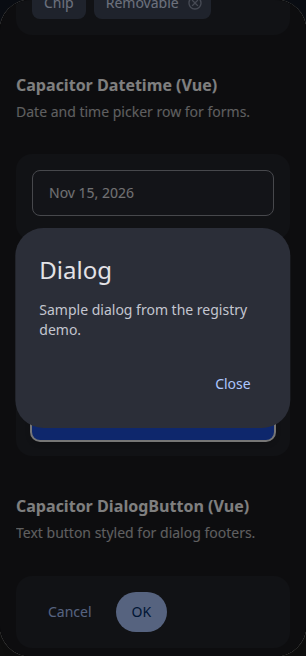 Chip Removable
Capacitor Datetime (Vue)
Date and time picker row for forms.
Nov 15, 2026
Dialog
Sample dialog from the registry
demo.
Close
Capacitor DialogButton (Vue)
Text button styled for dialog footers.
Cancel OK